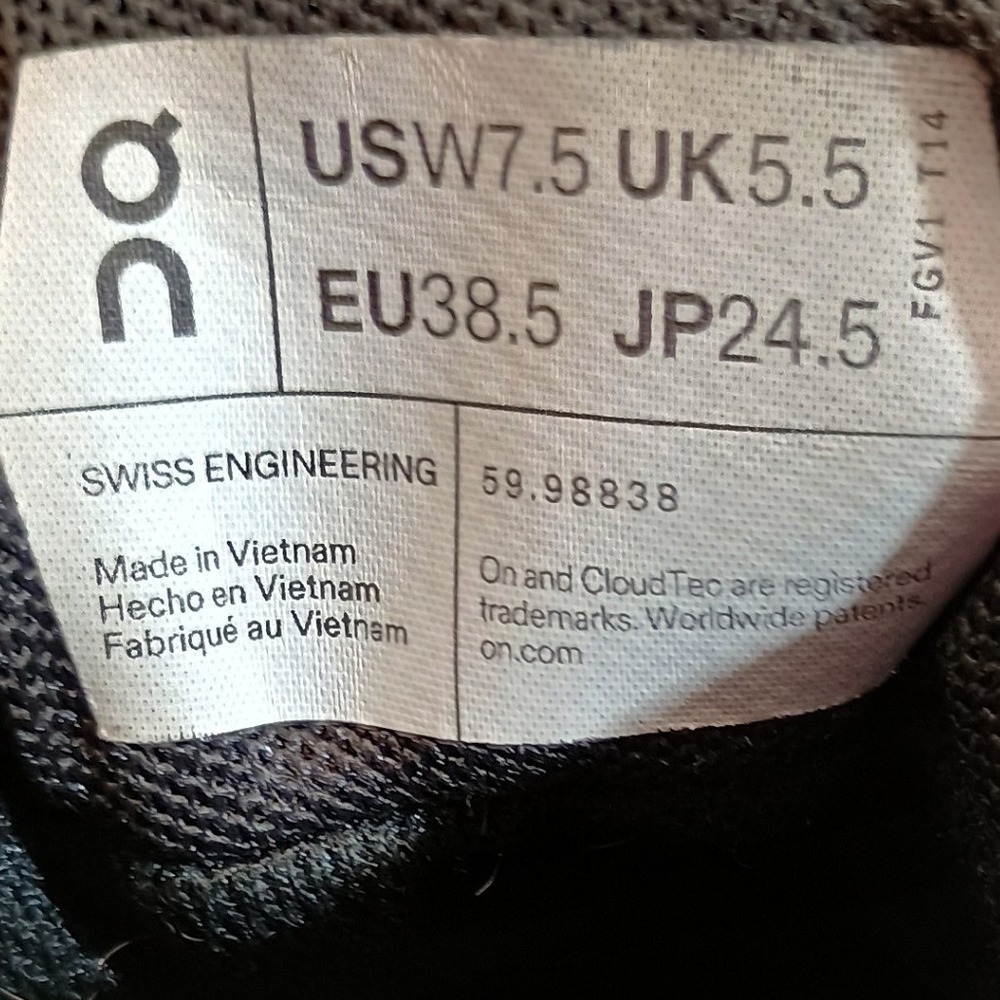 On
USW7.5 UK5.5
EU38.5 JP24.5
FGV1 T14
SWISS ENGINEERING
Made in Vietnam
Hecho en Vietnam
Fabriqué au Vietnam
59.98838
On and CloudTec are registered
trademarks. Worldwide patents.
on.com